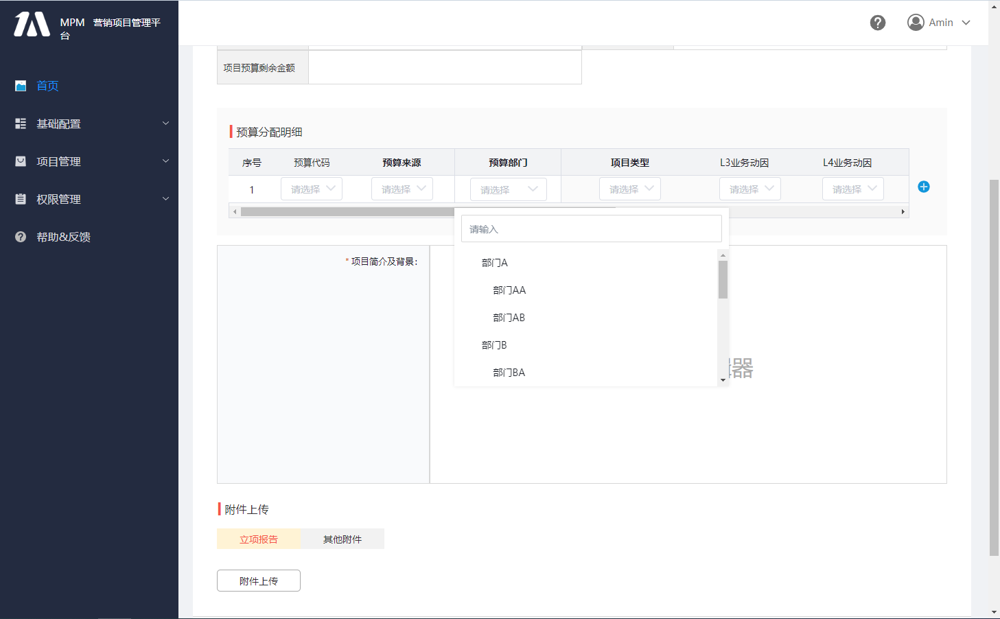 MPM 营销项目管理平
台
Amin
首页
基础配置
项目管理
权限管理
帮助&反馈
项目预算剩余金额
预算分配明细
序号 预算代码 预算来源 预算部门 项目类型 L3业务动因 L4业务动因
1 请选择 请选择 请选择 请选择 请选择 请选择
请输入
部门A
部门AA
部门AB
部门B
部门BA
* 项目简介及背景：
器
附件上传
立项报告 其他附件
附件上传